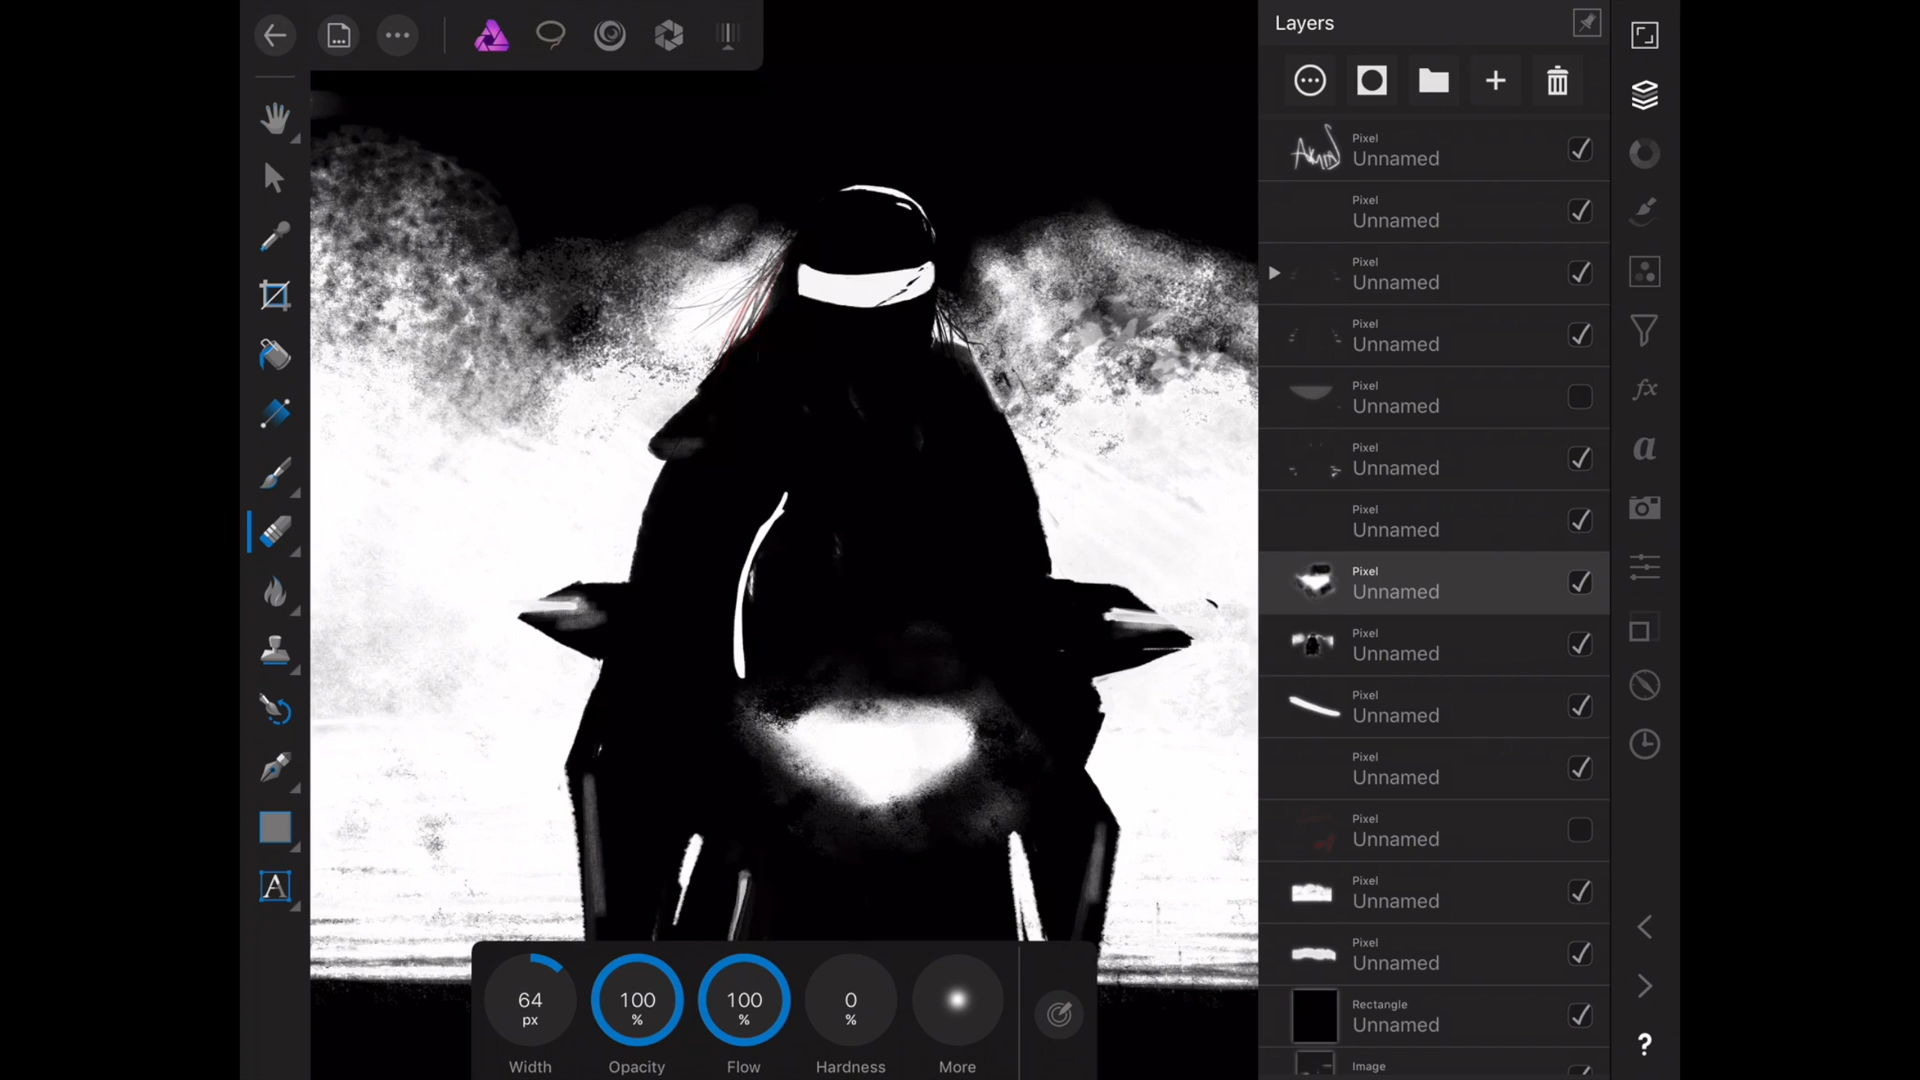 Layers
Pixel
Unnamed
Pixel
Unnamed
Pixel
Unnamed
Pixel
Unnamed
Pixel
Unnamed
Pixel
Unnamed
Pixel
Unnamed
Pixel
Unnamed
Pixel
Unnamed
Pixel
Unnamed
Pixel
Unnamed
Pixel
Unnamed
Pixel
Unnamed
Pixel
Unnamed
Rectangle
Unnamed
Image
fx
a
A
?
64
px
100
%
100
%
0
%
Width
Opacity
Flow
Hardness
More